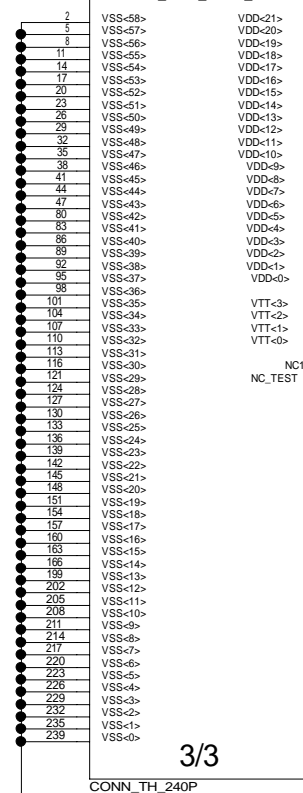 2 VSS<58> VDD<21>
5 VSS<57> VDD<20>
8 VSS<56> VDD<19>
11 VSS<55> VDD<18>
14 VSS<54> VDD<17>
17 VSS<53> VDD<16>
20 VSS<52> VDD<15>
23 VSS<51> VDD<14>
26 VSS<50> VDD<13>
29 VSS<49> VDD<12>
32 VSS<48> VDD<11>
35 VSS<47> VDD<10>
38 VSS<46> VDD<9>
41 VSS<45> VDD<8>
44 VSS<44> VDD<7>
47 VSS<43> VDD<6>
80 VSS<42> VDD<5>
83 VSS<41> VDD<4>
86 VSS<40> VDD<3>
89 VSS<39> VDD<2>
92 VSS<38> VDD<1>
95 VSS<37> VDD<0>
98 VSS<36>
101 VSS<35> VTT<3>
104 VSS<34> VTT<2>
107 VSS<33> VTT<1>
110 VSS<32> VTT<0>
113 VSS<31>
116 VSS<30> NC1
121 VSS<29> NC_TEST
124 VSS<28>
127 VSS<27>
130 VSS<26>
133 VSS<25>
136 VSS<24>
139 VSS<23>
142 VSS<22>
145 VSS<21>
148 VSS<20>
151 VSS<19>
154 VSS<18>
157 VSS<17>
160 VSS<16>
163 VSS<15>
166 VSS<14>
199 VSS<13>
202 VSS<12>
205 VSS<11>
208 VSS<10>
211 VSS<9>
214 VSS<8>
217 VSS<7>
220 VSS<6>
223 VSS<5>
226 VSS<4>
229 VSS<3>
232 VSS<2>
235 VSS<1>
239 VSS<0>
3/3
CONN_TH_240P